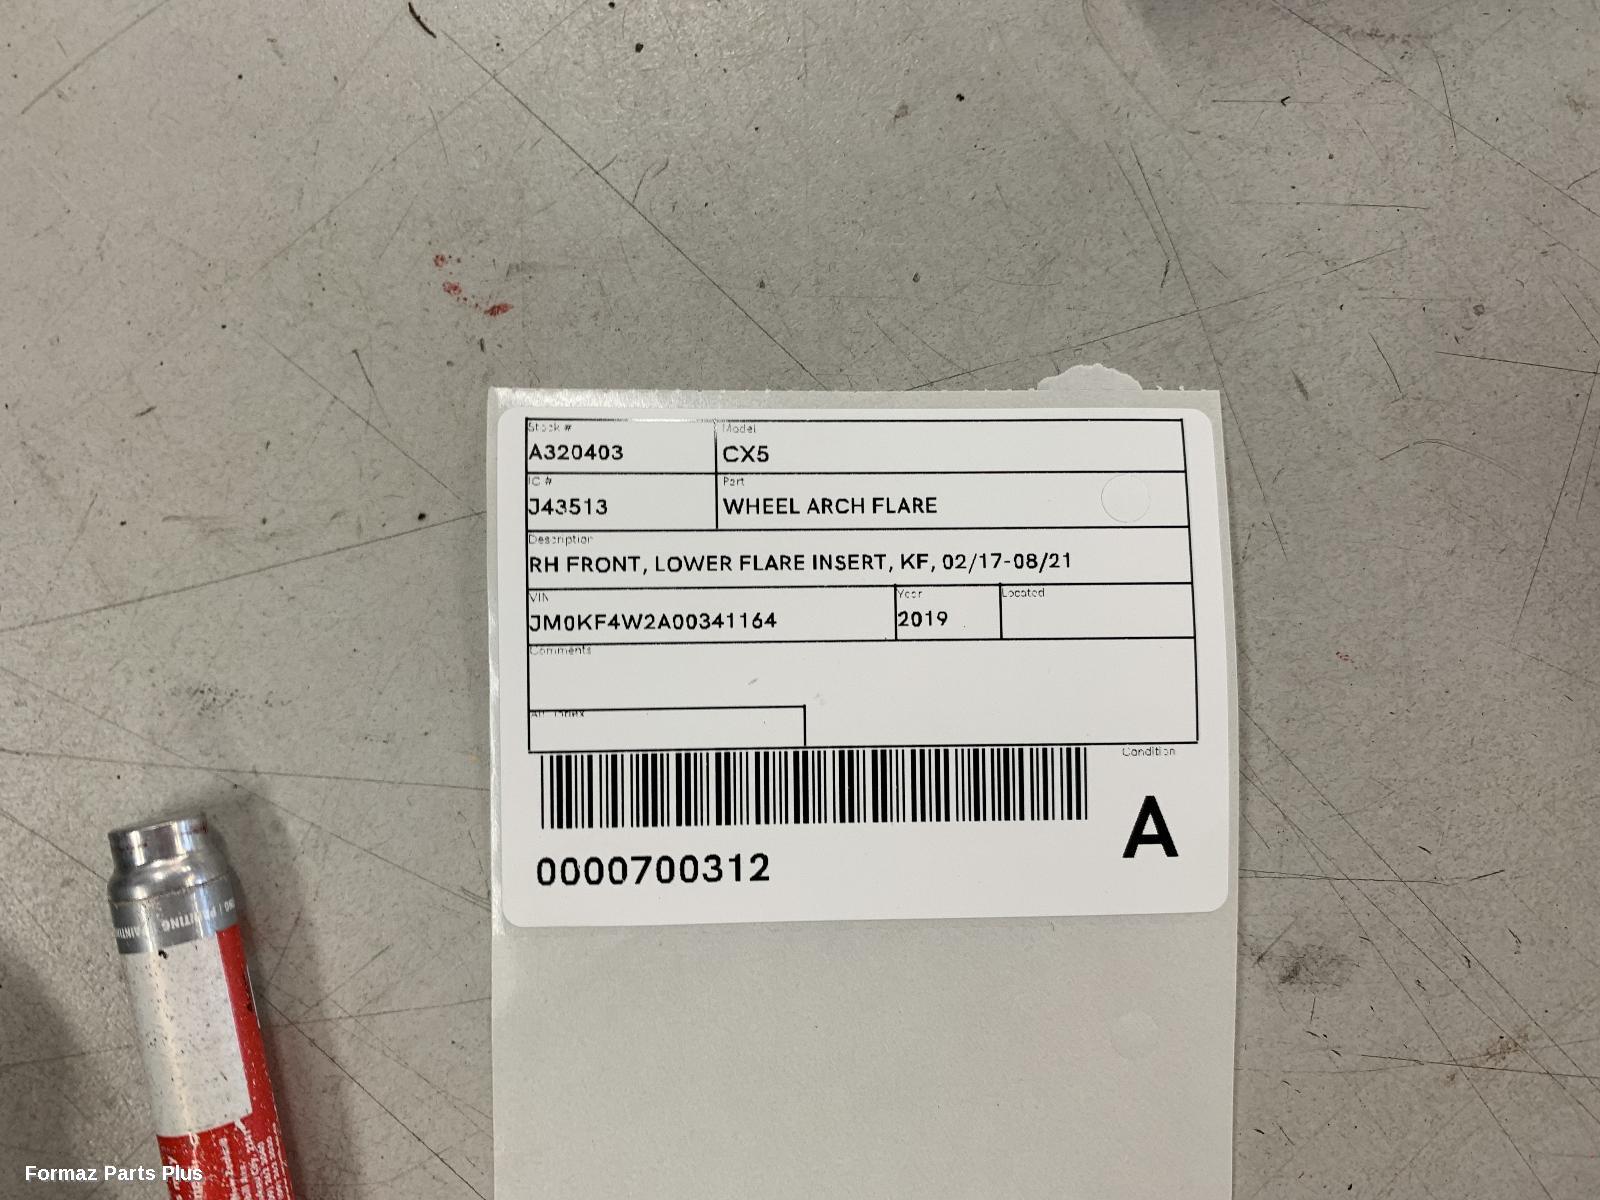 Stock #
A320403
Model
CX5
IC #
J43513
Part
WHEEL ARCH FLARE
Description
RH FRONT, LOWER FLARE INSERT, KF, 02/17-08/21
VIN
JM0KF4W2A00341164
Year
2019
Located
Comments
Condition
A
0000700312
Formaz Parts Plus